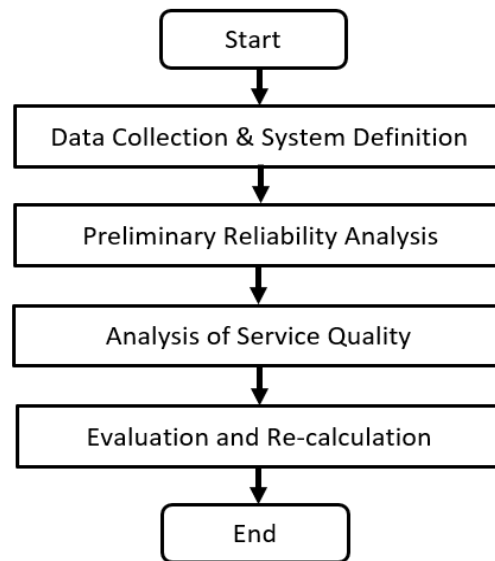 Start
Data Collection & System Definition
Preliminary Reliability Analysis
Analysis of Service Quality
Evaluation and Re-calculation
End